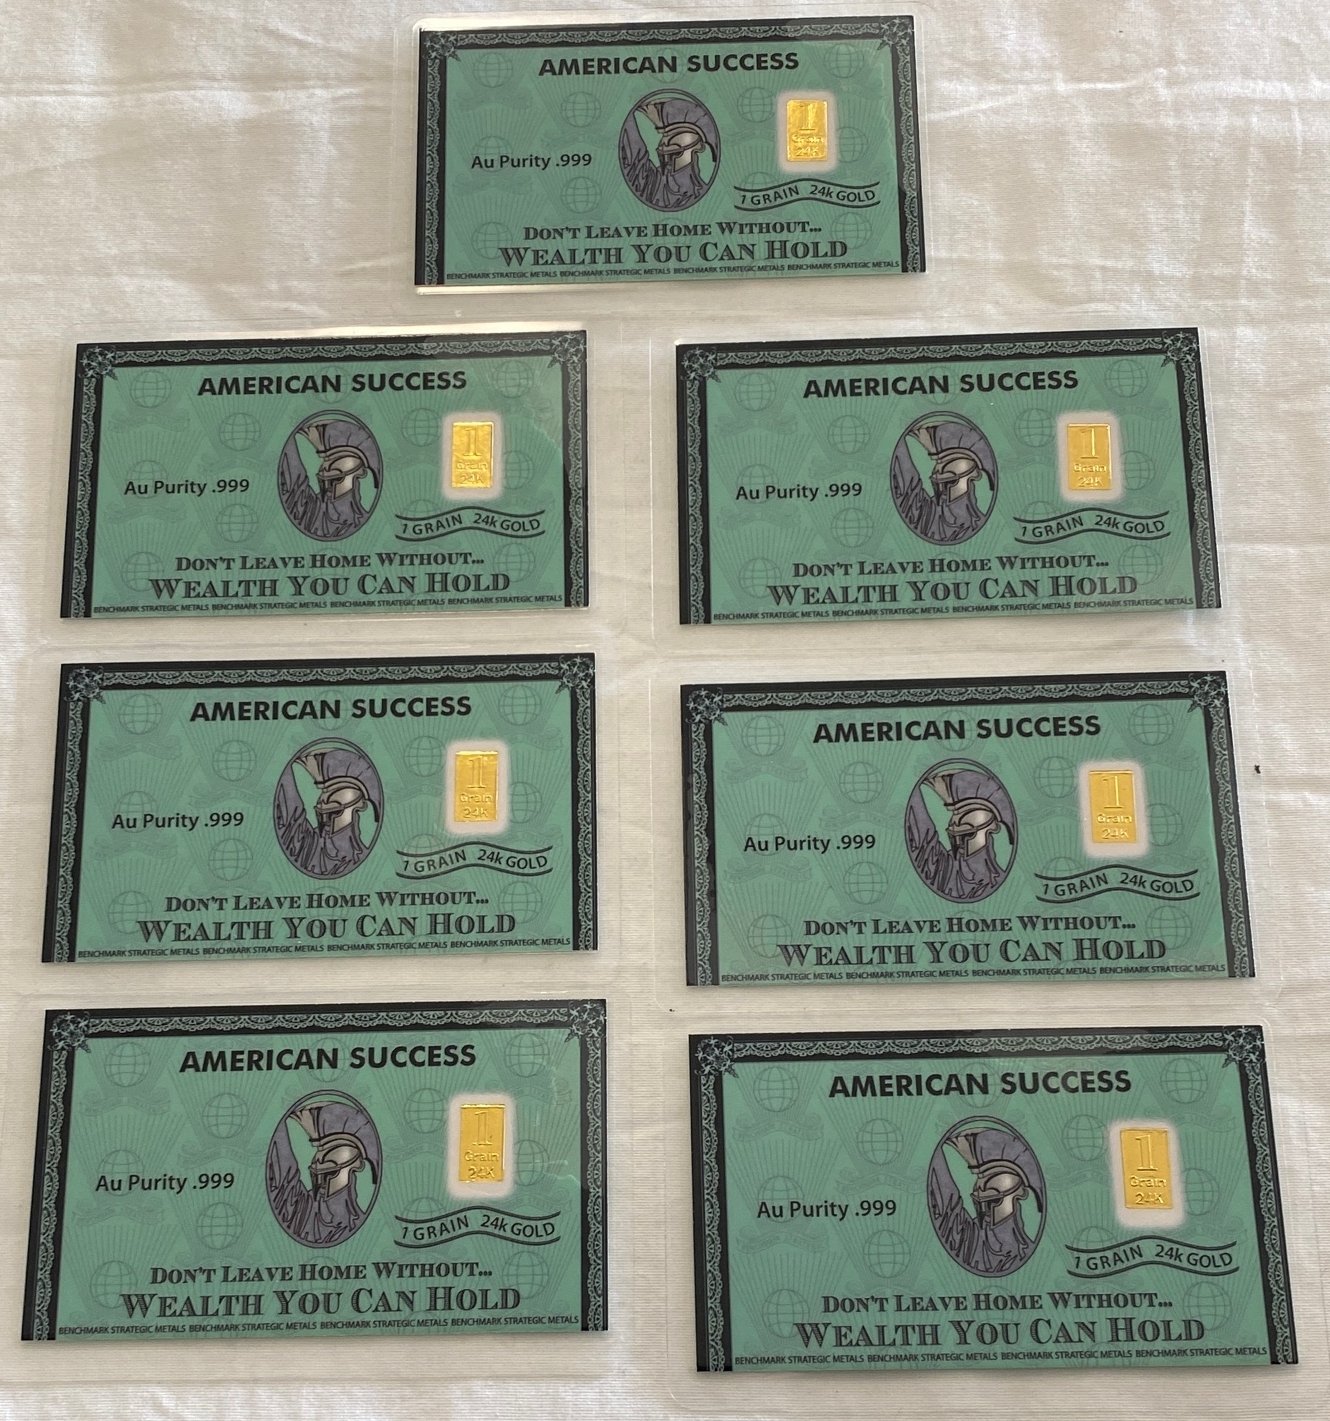 AMERICAN SUCCESS
1
Grain
24K
Au Purity .999
1 GRAIN 24k GOLD
DON'T LEAVE HOME WITHOUT...
WEALTH YOU CAN HOLD
BENCHMARK STRATEGIC METALS BENCHMARK STRATEGIC METALS BENCHMARK STRATEGIC METALS BENCHMARK STRATEGIC METALS
AMERICAN SUCCESS
1
Grain
24K
Au Purity .999
1 GRAIN 24k GOLD
DON'T LEAVE HOME WITHOUT...
WEALTH YOU CAN HOLD
BENCHMARK STRATEGIC METALS BENCHMARK STRATEGIC METALS BENCHMARK STRATEGIC METALS BENCHMARK STRATEGIC METALS
AMERICAN SUCCESS
1
Grain
24K
Au Purity .999
1 GRAIN 24k GOLD
DON'T LEAVE HOME WITHOUT...
WEALTH YOU CAN HOLD
BENCHMARK STRATEGIC METALS BENCHMARK STRATEGIC METALS BENCHMARK STRATEGIC METALS BENCHMARK STRATEGIC METALS
AMERICAN SUCCESS
1
Grain
24K
Au Purity .999
1 GRAIN 24k GOLD
DON'T LEAVE HOME WITHOUT...
WEALTH YOU CAN HOLD
BENCHMARK STRATEGIC METALS BENCHMARK STRATEGIC METALS BENCHMARK STRATEGIC METALS BENCHMARK STRATEGIC METALS
AMERICAN SUCCESS
1
Grain
24K
Au Purity .999
1 GRAIN 24k GOLD
DON'T LEAVE HOME WITHOUT...
WEALTH YOU CAN HOLD
BENCHMARK STRATEGIC METALS BENCHMARK STRATEGIC METALS BENCHMARK STRATEGIC METALS BENCHMARK STRATEGIC METALS
AMERICAN SUCCESS
1
Grain
24K
Au Purity .999
1 GRAIN 24k GOLD
DON'T LEAVE HOME WITHOUT...
WEALTH YOU CAN HOLD
BENCHMARK STRATEGIC METALS BENCHMARK STRATEGIC METALS BENCHMARK STRATEGIC METALS BENCHMARK STRATEGIC METALS
AMERICAN SUCCESS
1
Grain
24K
Au Purity .999
1 GRAIN 24k GOLD
DON'T LEAVE HOME WITHOUT...
WEALTH YOU CAN HOLD
BENCHMARK STRATEGIC METALS BENCHMARK STRATEGIC METALS BENCHMARK STRATEGIC METALS BENCHMARK STRATEGIC METALS